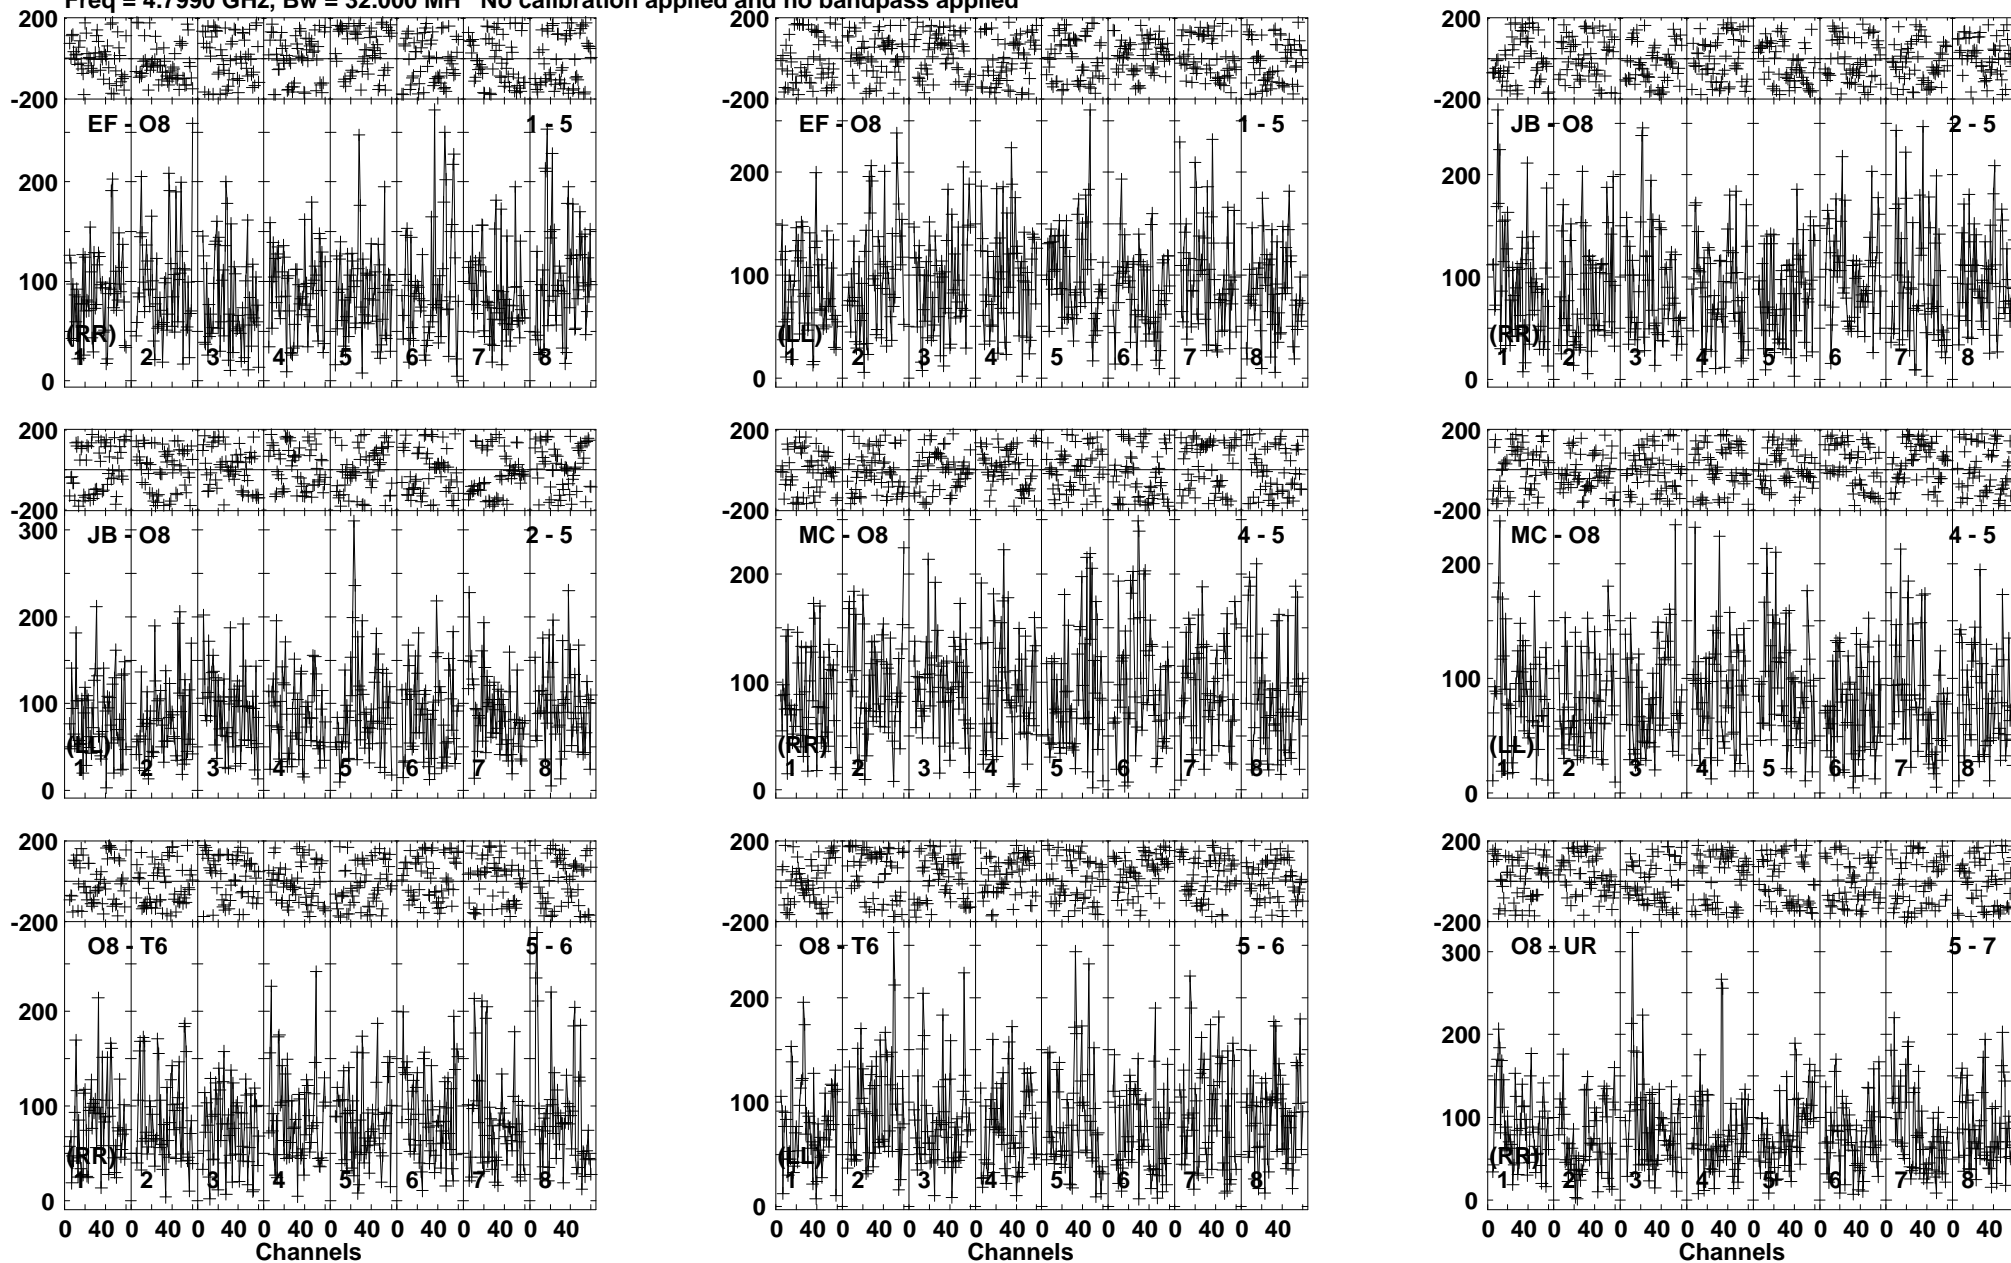 Freq = 4.7990 GHz, Bw = 32.000 MH No calibration applied and no bandpass applied
200 200 200
-200 -200 -200
EF - O8 1 - 5 EF - O8 1 - 5 JB - O8 2 - 5
200 200 200
100 100 100
(RR) (LL) (RR)
1 2 3 4 5 6 7 8 1 2 3 4 5 6 7 8 1 2 3 4 5 6 7 8
0 0 0
200 200 200
-200 -200 -200
300
JB - O8 2 - 5 MC - O8 4 - 5 MC - O8 4 - 5
200 200 200
100 100 100
(LL) (RR) (LL)
1 2 3 4 5 6 7 8 1 2 3 4 5 6 7 8 1 2 3 4 5 6 7 8
0 0 0
200 200 200
-200 -200 -200
O8 - T6 5 - 6 O8 - T6 5 - 6 O8 - UR 5 - 7
300
200 200 200
100 100 100
(RR) (LL) (RR)
1 2 3 4 5 6 7 8 1 2 3 4 5 6 7 8 1 2 3 4 5 6 7 8
0 0 0
0 40 0 40 0 40 0 40 0 40 0 40 0 40 0 40 0 40 0 40 0 40 0 40 0 40 0 40 0 40 0 40 0 40 0 40 0 40 0 40 0 40 0 40 0 40 0 40
Channels Channels Channels